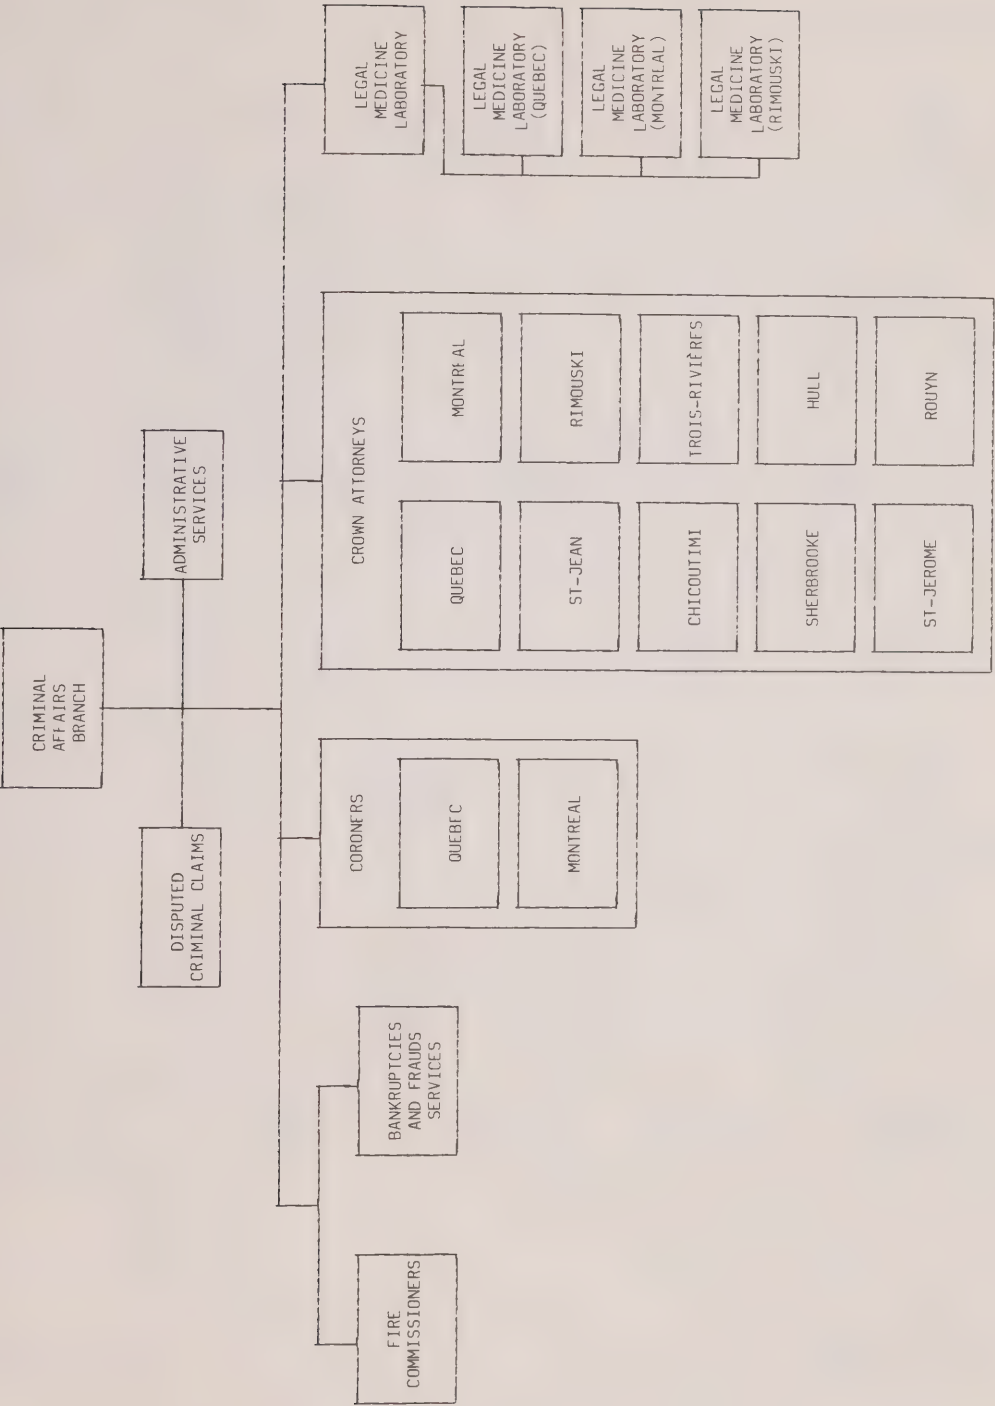 CRIMINAL
AFFAIRS
BRANCH
DISPUTED
CRIMINAL CLAIMS
ADMINISTRATIVE
SERVICES
FIRE
COMMISSIONERS
BANKRUPTCIES
AND FRAUDS
SERVICES
CORONERS
QUEBEC
MONTREAL
CROWN ATTORNEYS
QUEBEC
MONTREAL
ST-JEAN
RIMOUSKI
CHICOUTIMI
TROIS-RIVIÈRES
SHERBROOKE
HULL
ST-JEROME
ROUYN
LEGAL
MEDICINE
LABORATORY
LEGAL
MEDICINE
LABORATORY
(QUEBEC)
LEGAL
MEDICINE
LABORATORY
(MONTREAL)
LEGAL
MEDICINE
LABORATORY
(RIMOUSKI)